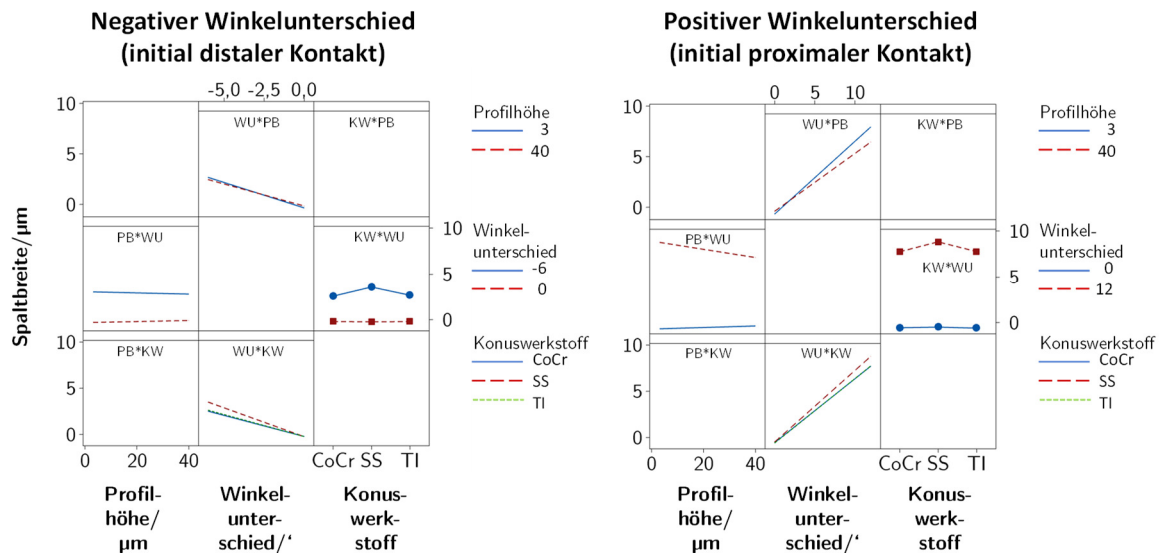 Negativer Winkelunterschied
(initial distaler Kontakt)
-5,0 -2,5 0,0
10
5
0
WU*PB
KW*PB
Profilhöhe
3
40
PB*WU
KW*WU
10
5
0
Winkel-
unterschied
-6
0
10
5
0
PB*KW
WU*KW
Konuswerkstoff
CoCr
SS
TI
0 20 40
CoCr SS TI
Spaltbreite/µm
Profil-
höhe/
µm
Winkel-
unter-
schied/‘
Konus-
werk-
stoff
Positiver Winkelunterschied
(initial proximaler Kontakt)
0 5 10
10
5
0
WU*PB
KW*PB
Profilhöhe
3
40
PB*WU
KW*WU
10
5
0
Winkel-
unterschied
0
12
10
5
0
PB*KW
WU*KW
Konuswerkstoff
CoCr
SS
TI
0 20 40
CoCr SS TI
Profil-
höhe/
µm
Winkel-
unter-
schied/‘
Konus-
werk-
stoff